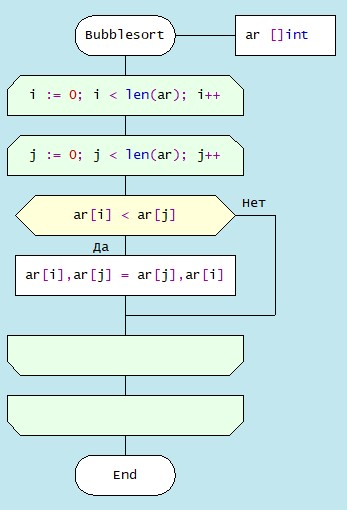 Bubblesort
ar []int
i := 0; i < len(ar); i++
j := 0; j < len(ar); j++
ar[i] < ar[j]
Нет
Да
ar[i],ar[j] = ar[j],ar[i]
End